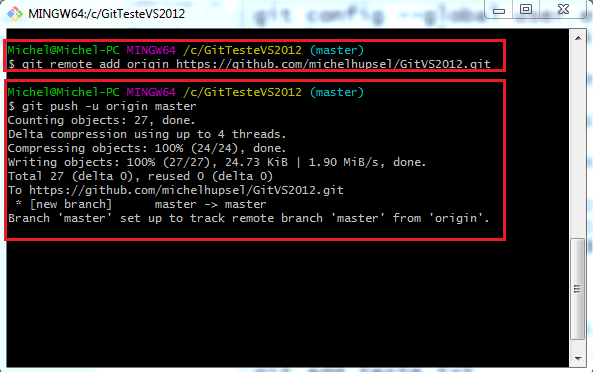 git config --global user.
MINGW64:/c/GitTesteVS2012
Michel@Michel-PC MINGW64 /c/GitTesteVS2012 (master)
$ git remote add origin https://github.com/michelhupsel/GitVS2012.git
Michel@Michel-PC MINGW64 /c/GitTesteVS2012 (master)
$ git push -u origin master
Counting objects: 27, done.
Delta compression using up to 4 threads.
Compressing objects: 100% (24/24), done.
Writing objects: 100% (27/27), 24.73 KiB | 1.90 MiB/s, done.
Total 27 (delta 0), reused 0 (delta 0)
To https://github.com/michelhupsel/GitVS2012.git
 * [new branch]      master -> master
Branch 'master' set up to track remote branch 'master' from 'origin'.